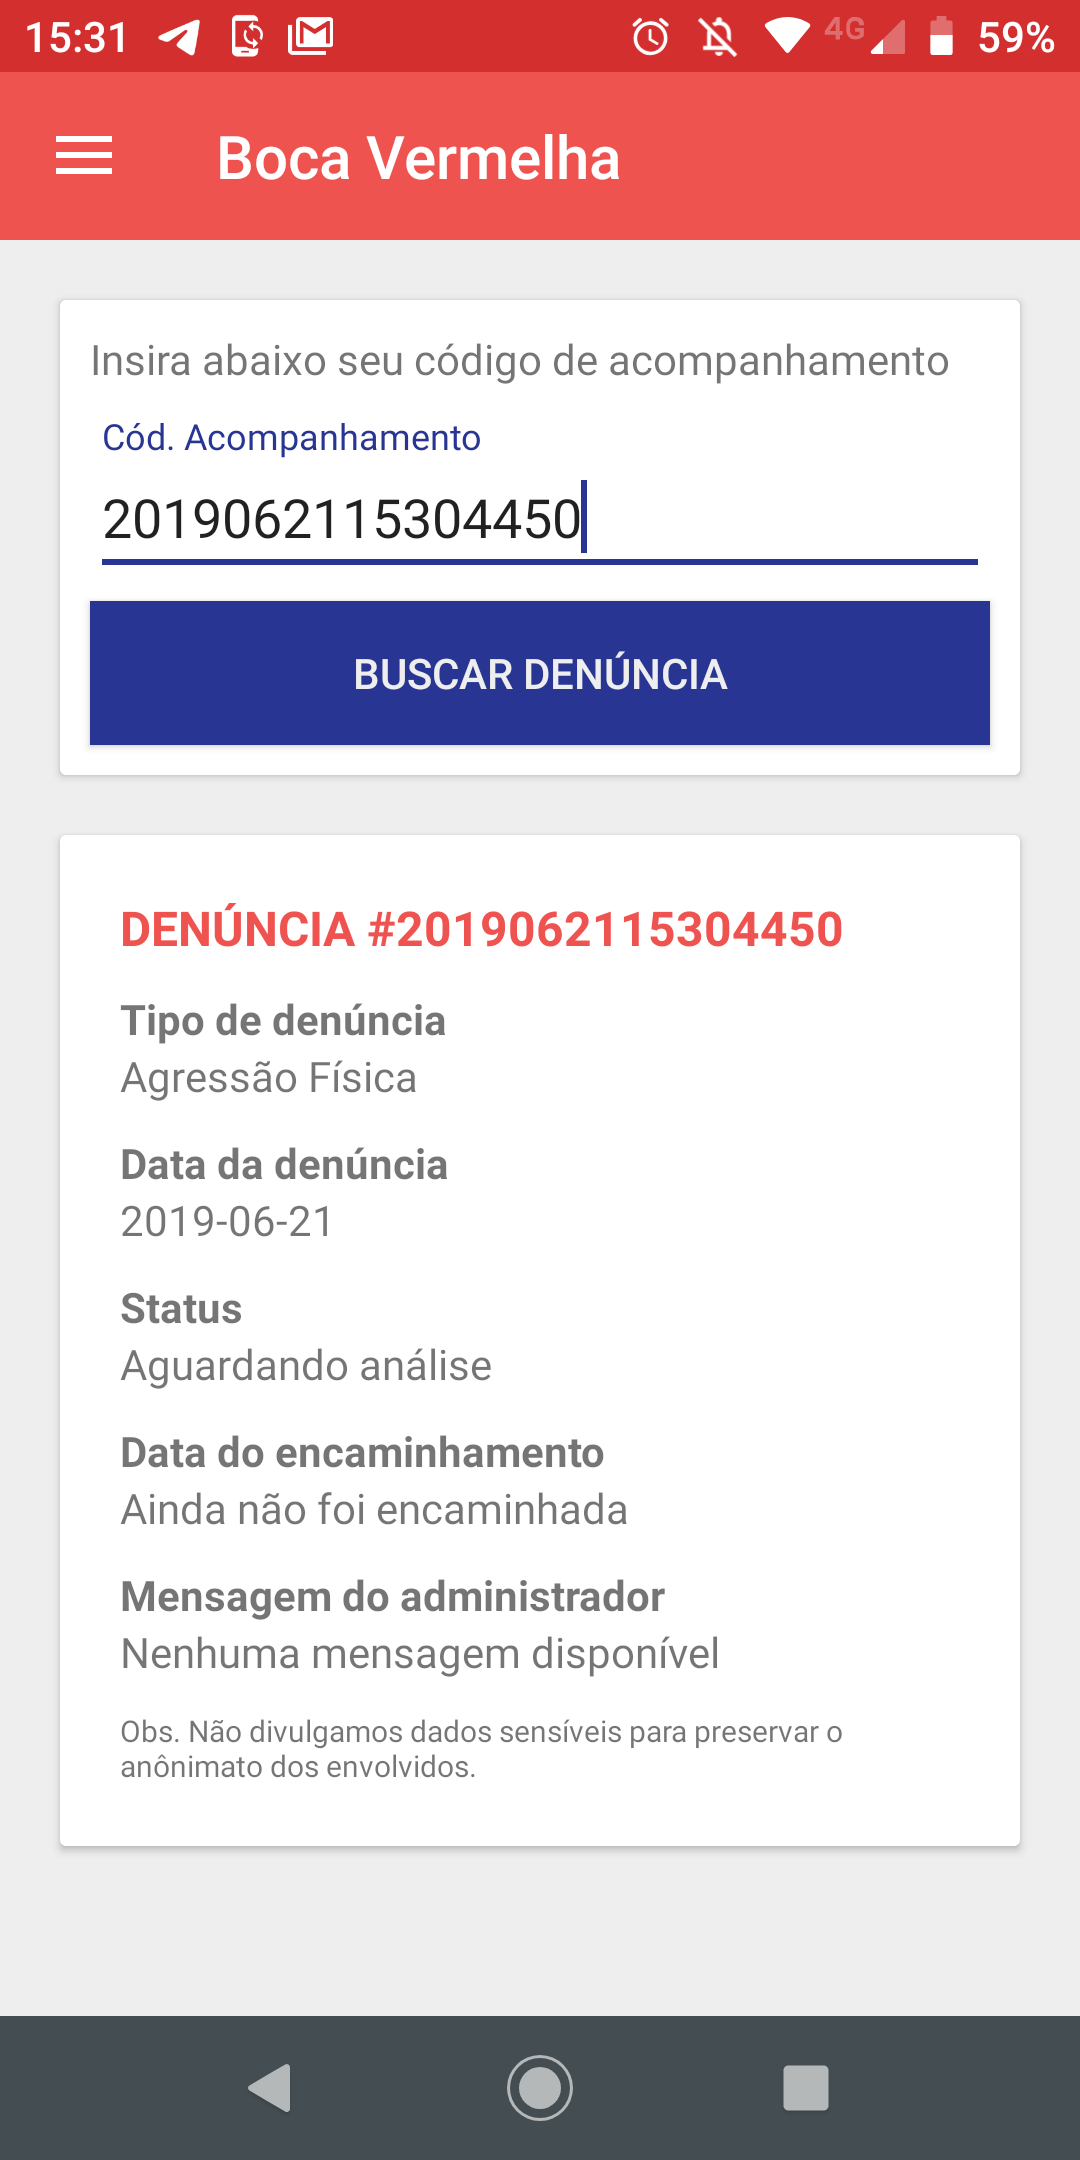 15:31
4G
59%
Boca Vermelha
Insira abaixo seu código de acompanhamento
Cód. Acompanhamento
2019062115304450
BUSCAR DENÚNCIA
DENÚNCIA #2019062115304450
Tipo de denúncia
Agressão Física
Data da denúncia
2019-06-21
Status
Aguardando análise
Data do encaminhamento
Ainda não foi encaminhada
Mensagem do administrador
Nenhuma mensagem disponível
Obs. Não divulgamos dados sensíveis para preservar o
anônimato dos envolvidos.